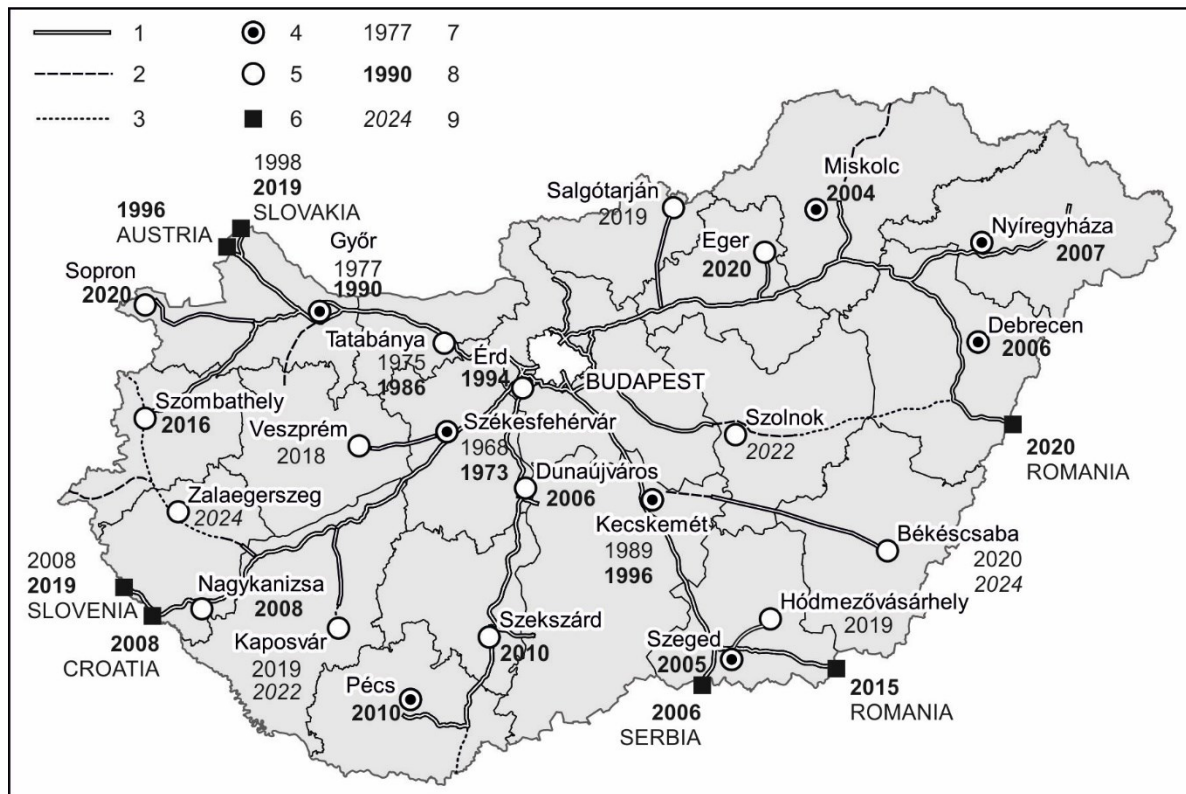 1 4 1977 7
2 5 1990 8
3 6 2024 9
1998
2019
SLOVAKIA
1996
AUSTRIA
Győr
1977
1990
Sopron
2020
Tatabánya
1975
1986
Érd
1994
BUDAPEST
Salgótarján
2019
Eger
2020
Miskolc
2004
Nyíregyháza
2007
Debrecen
2006
Szombathely
2016
Veszprém
2018
Székesfehérvár
1968
1973
Szolnok
2022
2020
ROMANIA
Zalaegerszeg
2024
Dunaújváros
2006
Kecskemét
1989
1996
Békéscsaba
2020
2024
2008
2019
SLOVENIA
Nagykanizsa
2008
2008
CROATIA
Kaposvár
2019
2022
Szekszárd
2010
Hódmezővásárhely
2019
Szeged
2005
Pécs
2010
2006
SERBIA
2015
ROMANIA